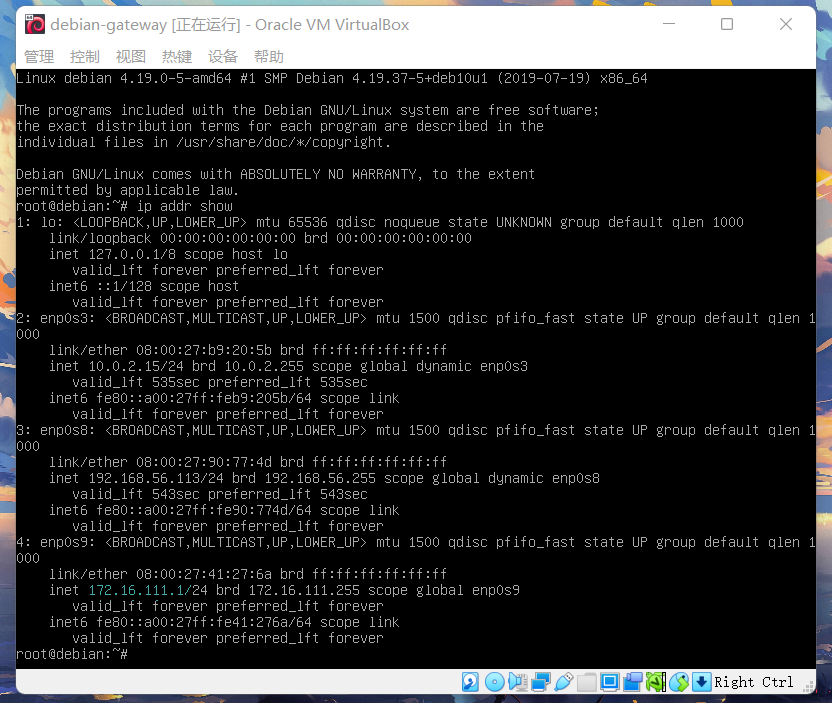 debian-gateway [正在运行] - Oracle VM VirtualBox
管理 控制 视图 热键 设备 帮助
Linux debian 4.19.0-5-amd64 #1 SMP Debian 4.19.37-5+deb10u1 (2019-07-19) x86_64
The programs included with the Debian GNU/Linux system are free software;
the exact distribution terms for each program are described in the
individual files in /usr/share/doc/*/copyright.
Debian GNU/Linux comes with ABSOLUTELY NO WARRANTY, to the extent
permitted by applicable law.
root@debian:~# ip addr show
1: lo: <LOOPBACK,UP,LOWER_UP> mtu 65536 qdisc noqueue state UNKNOWN group default qlen 1000
link/loopback 00:00:00:00:00:00 brd 00:00:00:00:00:00
inet 127.0.0.1/8 scope host lo
valid_lft forever preferred_lft forever
inet6 ::1/128 scope host
valid_lft forever preferred_lft forever
2: enp0s3: <BROADCAST,MULTICAST,UP,LOWER_UP> mtu 1500 qdisc pfifo_fast state UP group default qlen 1
000
link/ether 08:00:27:b9:20:5b brd ff:ff:ff:ff:ff:ff
inet 10.0.2.15/24 brd 10.0.2.255 scope global dynamic enp0s3
valid_lft 535sec preferred_lft 535sec
inet6 fe80::a00:27ff:feb9:205b/64 scope link
valid_lft forever preferred_lft forever
3: enp0s8: <BROADCAST,MULTICAST,UP,LOWER_UP> mtu 1500 qdisc pfifo_fast state UP group default qlen 1
000
link/ether 08:00:27:90:77:4d brd ff:ff:ff:ff:ff:ff
inet 192.168.56.113/24 brd 192.168.56.255 scope global dynamic enp0s8
valid_lft 543sec preferred_lft 543sec
inet6 fe80::a00:27ff:fe90:774d/64 scope link
valid_lft forever preferred_lft forever
4: enp0s9: <BROADCAST,MULTICAST,UP,LOWER_UP> mtu 1500 qdisc pfifo_fast state UP group default qlen 1
000
link/ether 08:00:27:41:27:6a brd ff:ff:ff:ff:ff:ff
inet 172.16.111.1/24 brd 172.16.111.255 scope global enp0s9
valid_lft forever preferred_lft forever
inet6 fe80::a00:27ff:fe41:276a/64 scope link
valid_lft forever preferred_lft forever
root@debian:~#
Right Ctrl